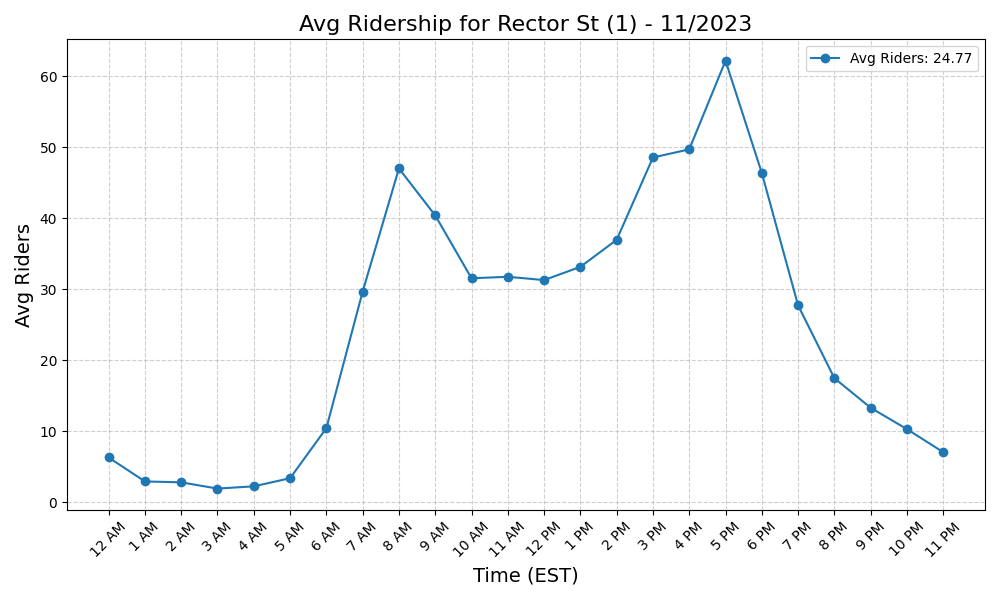 Avg Ridership for Rector St (1) - 11/2023
Avg Riders: 24.77
Avg Riders
60
50
40
30
20
10
0
12 AM
1 AM
2 AM
3 AM
4 AM
5 AM
6 AM
7 AM
8 AM
9 AM
10 AM
11 AM
12 PM
1 PM
2 PM
3 PM
4 PM
5 PM
6 PM
7 PM
8 PM
9 PM
10 PM
11 PM
Time (EST)